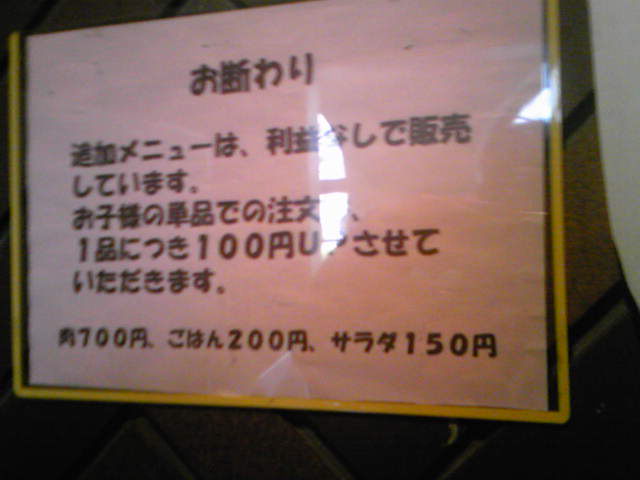 お断わり
追加メニューは、利益なしで販売
しています。
お子様の単品での注文、
1品につき100円UPさせて
いただきます。
肉700円、ごはん200円、サラダ150円